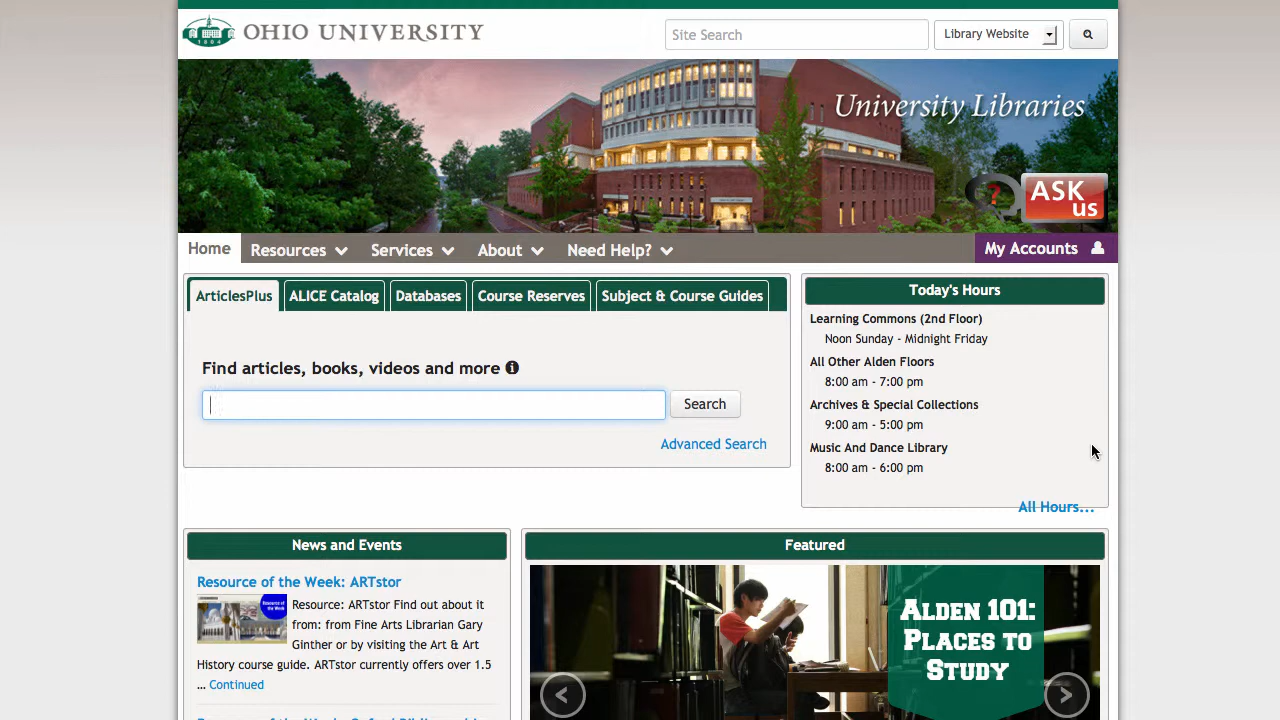 OHIO UNIVERSITY
Site Search
Library Website
University Libraries
?
ASK
us
Home
Resources
Services
About
Need Help?
My Accounts
ArticlesPlus
ALICE Catalog
Databases
Course Reserves
Subject & Course Guides
Find articles, books, videos and more
Search
Advanced Search
Today's Hours
Learning Commons (2nd Floor)
Noon Sunday - Midnight Friday
All Other Alden Floors
8:00 am - 7:00 pm
Archives & Special Collections
9:00 am - 5:00 pm
Music And Dance Library
8:00 am - 6:00 pm
All Hours...
News and Events
Resource of the Week: ARTstor
Resource: ARTstor Find out about it
from: from Fine Arts Librarian Gary
Ginther or by visiting the Art & Art
History course guide. ARTstor currently offers over 1.5
... Continued
Featured
ALDEN 101:
PLACES TO
STUDY